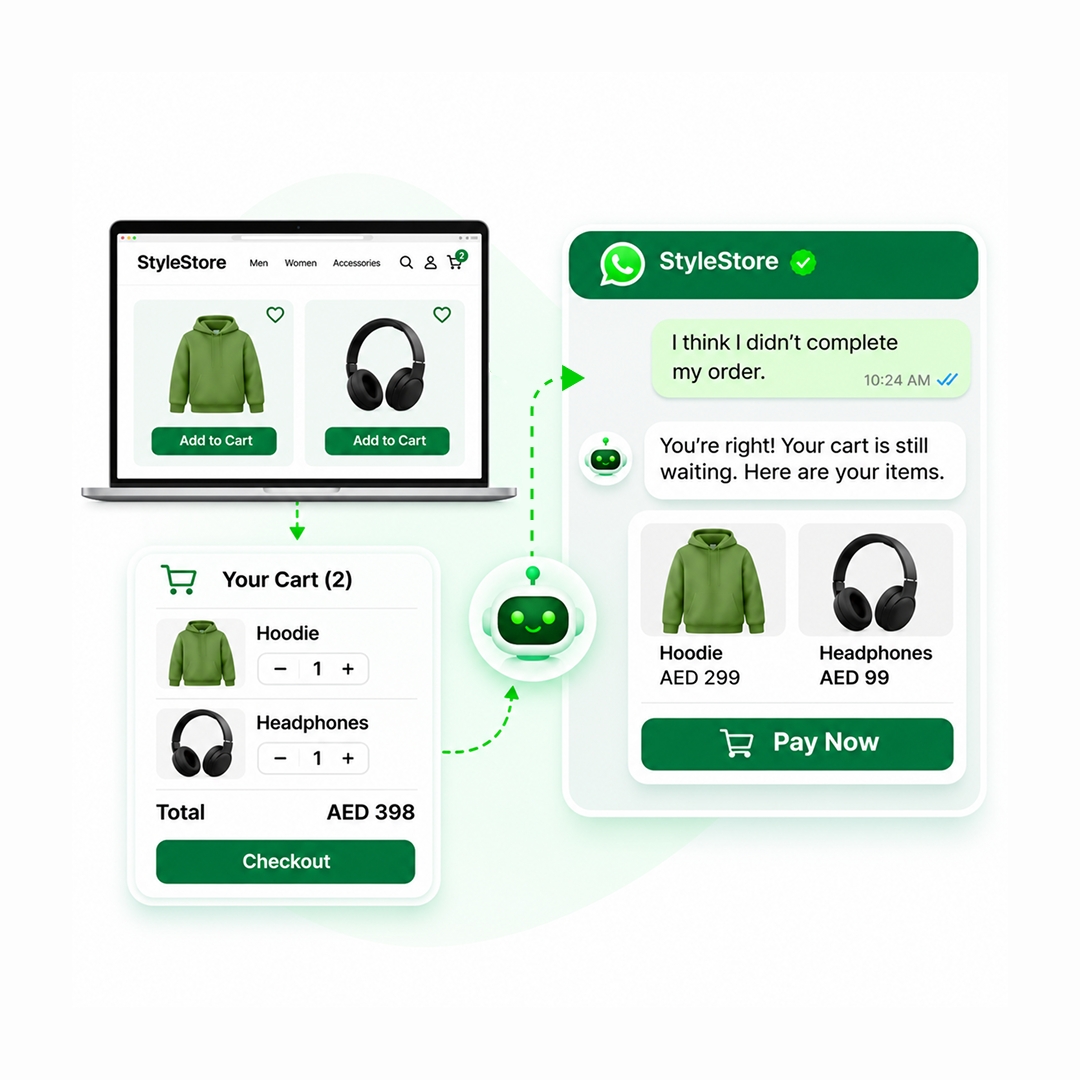 StyleStore
Men
Women
Accessories
2
Add to Cart
Add to Cart
Your Cart (2)
Hoodie
− 1 +
Headphones
− 1 +
Total AED 398
Checkout
StyleStore
I think I didn’t complete
my order.
10:24 AM
You’re right! Your cart is still
waiting. Here are your items.
Hoodie
AED 299
Headphones
AED 99
Pay Now